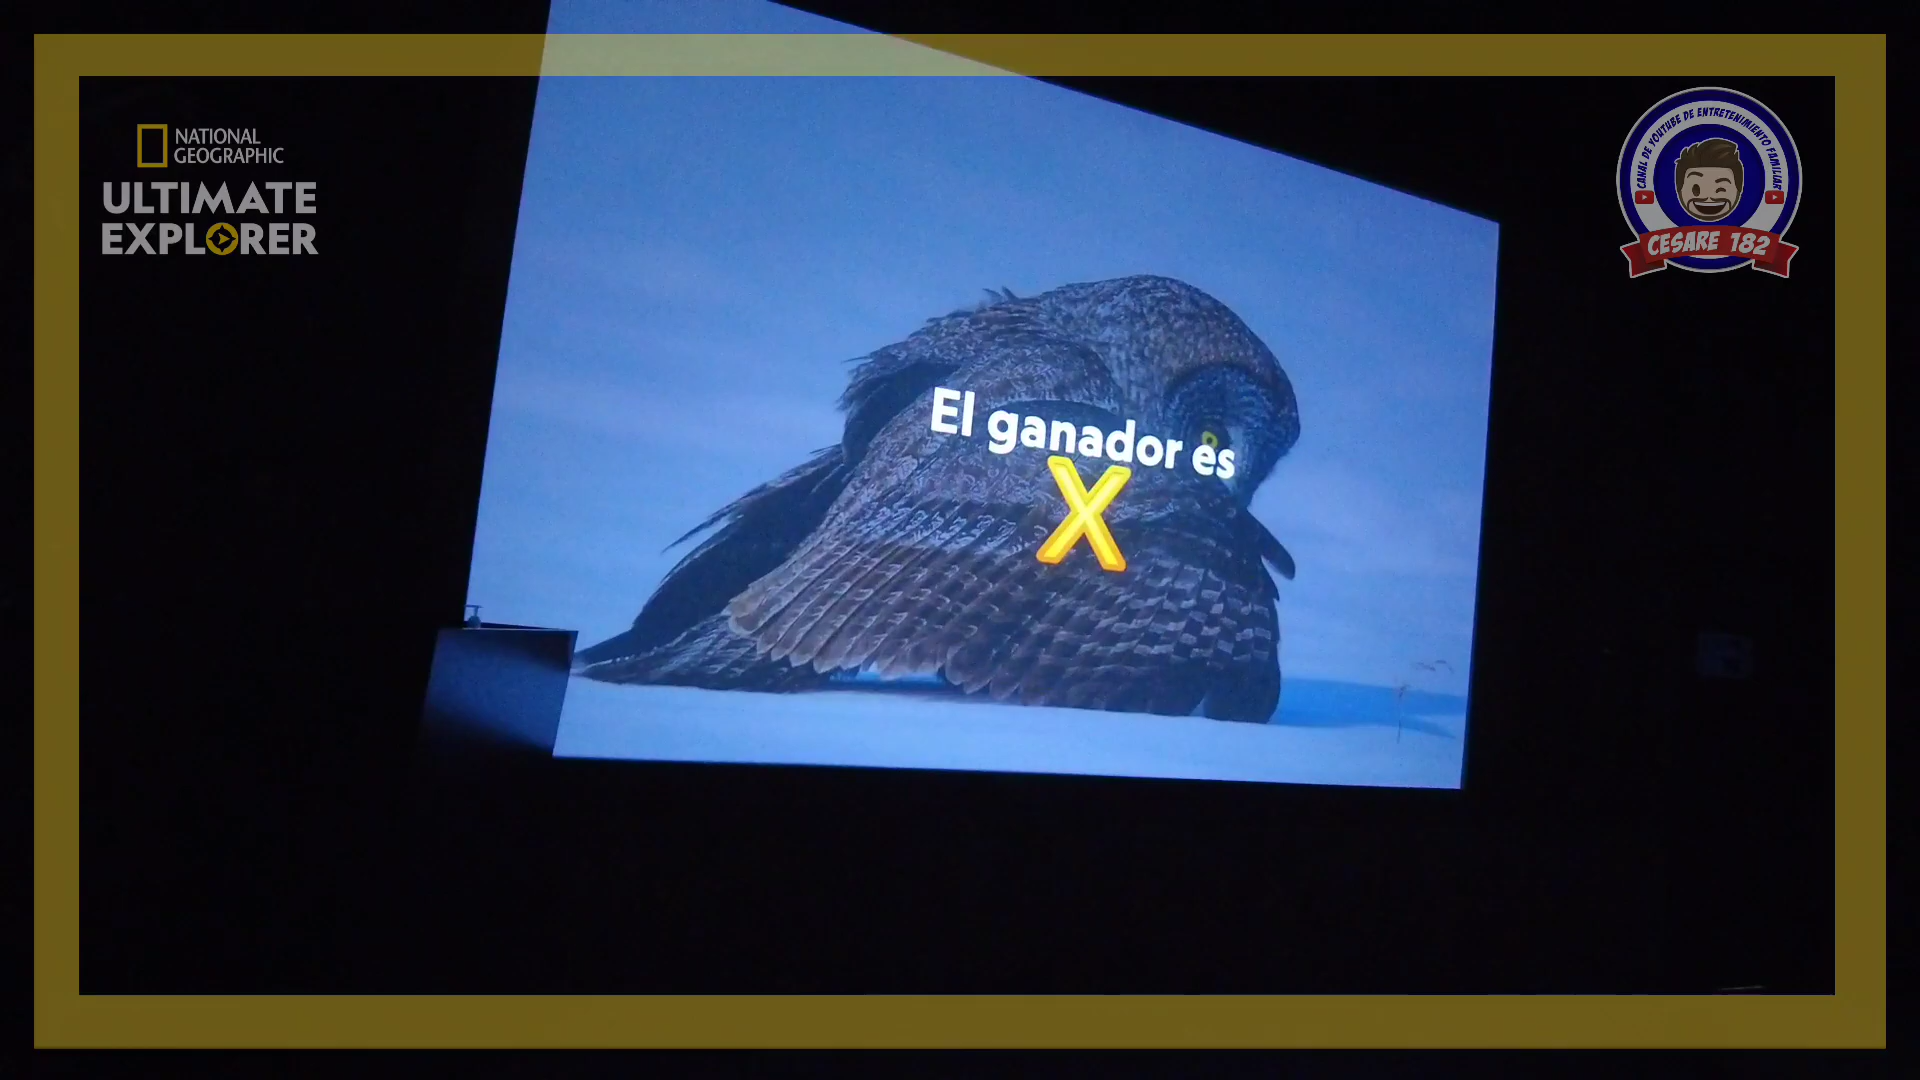 NATIONAL
GEOGRAPHIC
ULTIMATE
EXPLORER
CANAL DE YOUTUBE DE ENTRETENIMIENTO FAMILIAR
CESARE 182
El ganador es
X